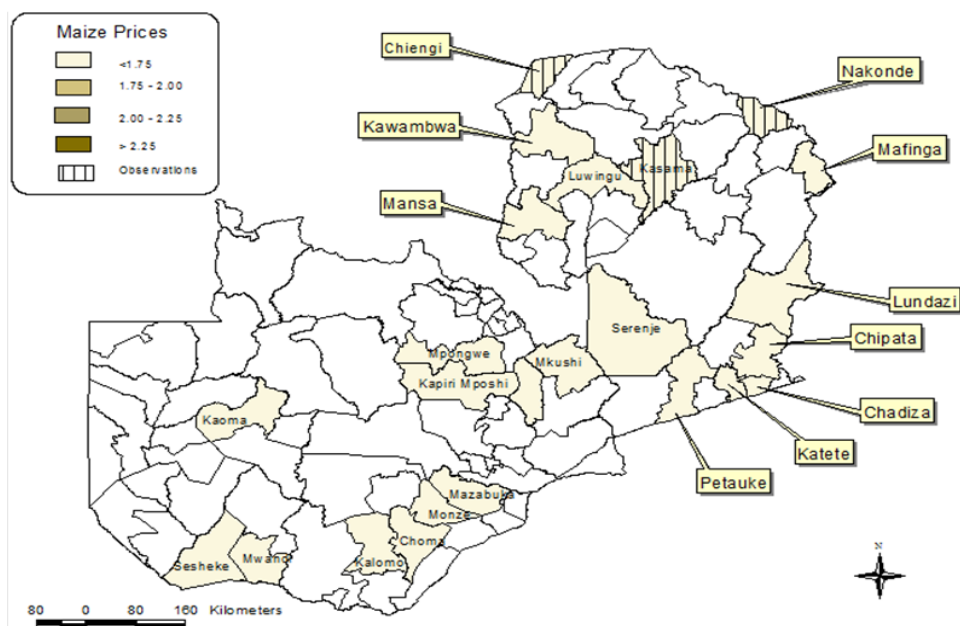 Maize Prices
<1.75
1.75 - 2.00
2.00 - 2.25
> 2.25
Observations
Chiengi
Nakonde
Kawambwa
Mafinga
Luwingu
Kasama
Mansa
Lundazi
Serenje
Chipata
Mpongwe
Mkushi
Kapiri Mposhi
Chadiza
Kaoma
Katete
Petauke
Mazabuka
Monze
Choma
Sesheke
Mwandi
Kalomo
N
80 0 80 160 Kilometers